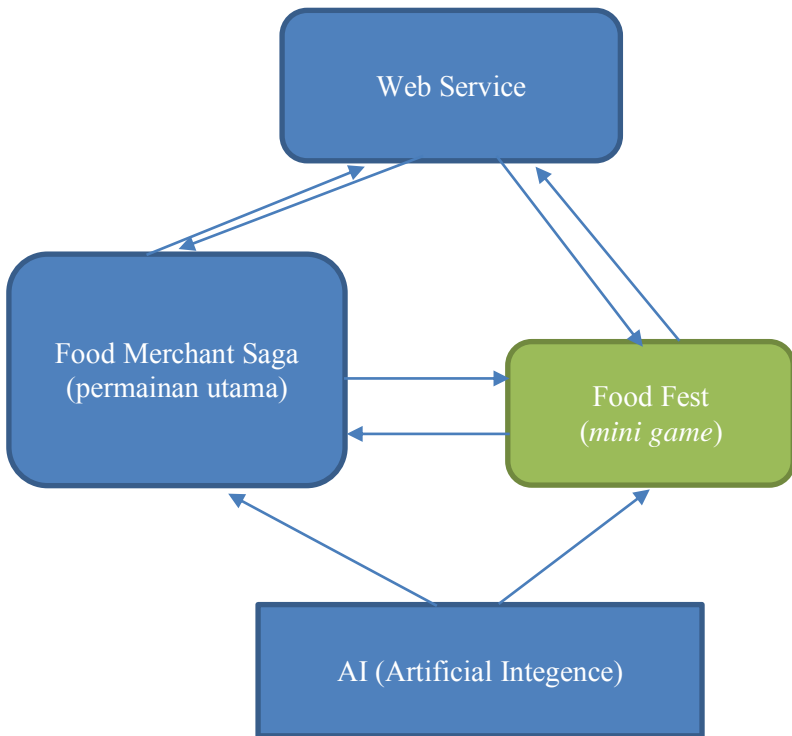 Web Service
Food Merchant Saga
(permainan utama)
Food Fest
(mini game)
AI (Artificial Integence)